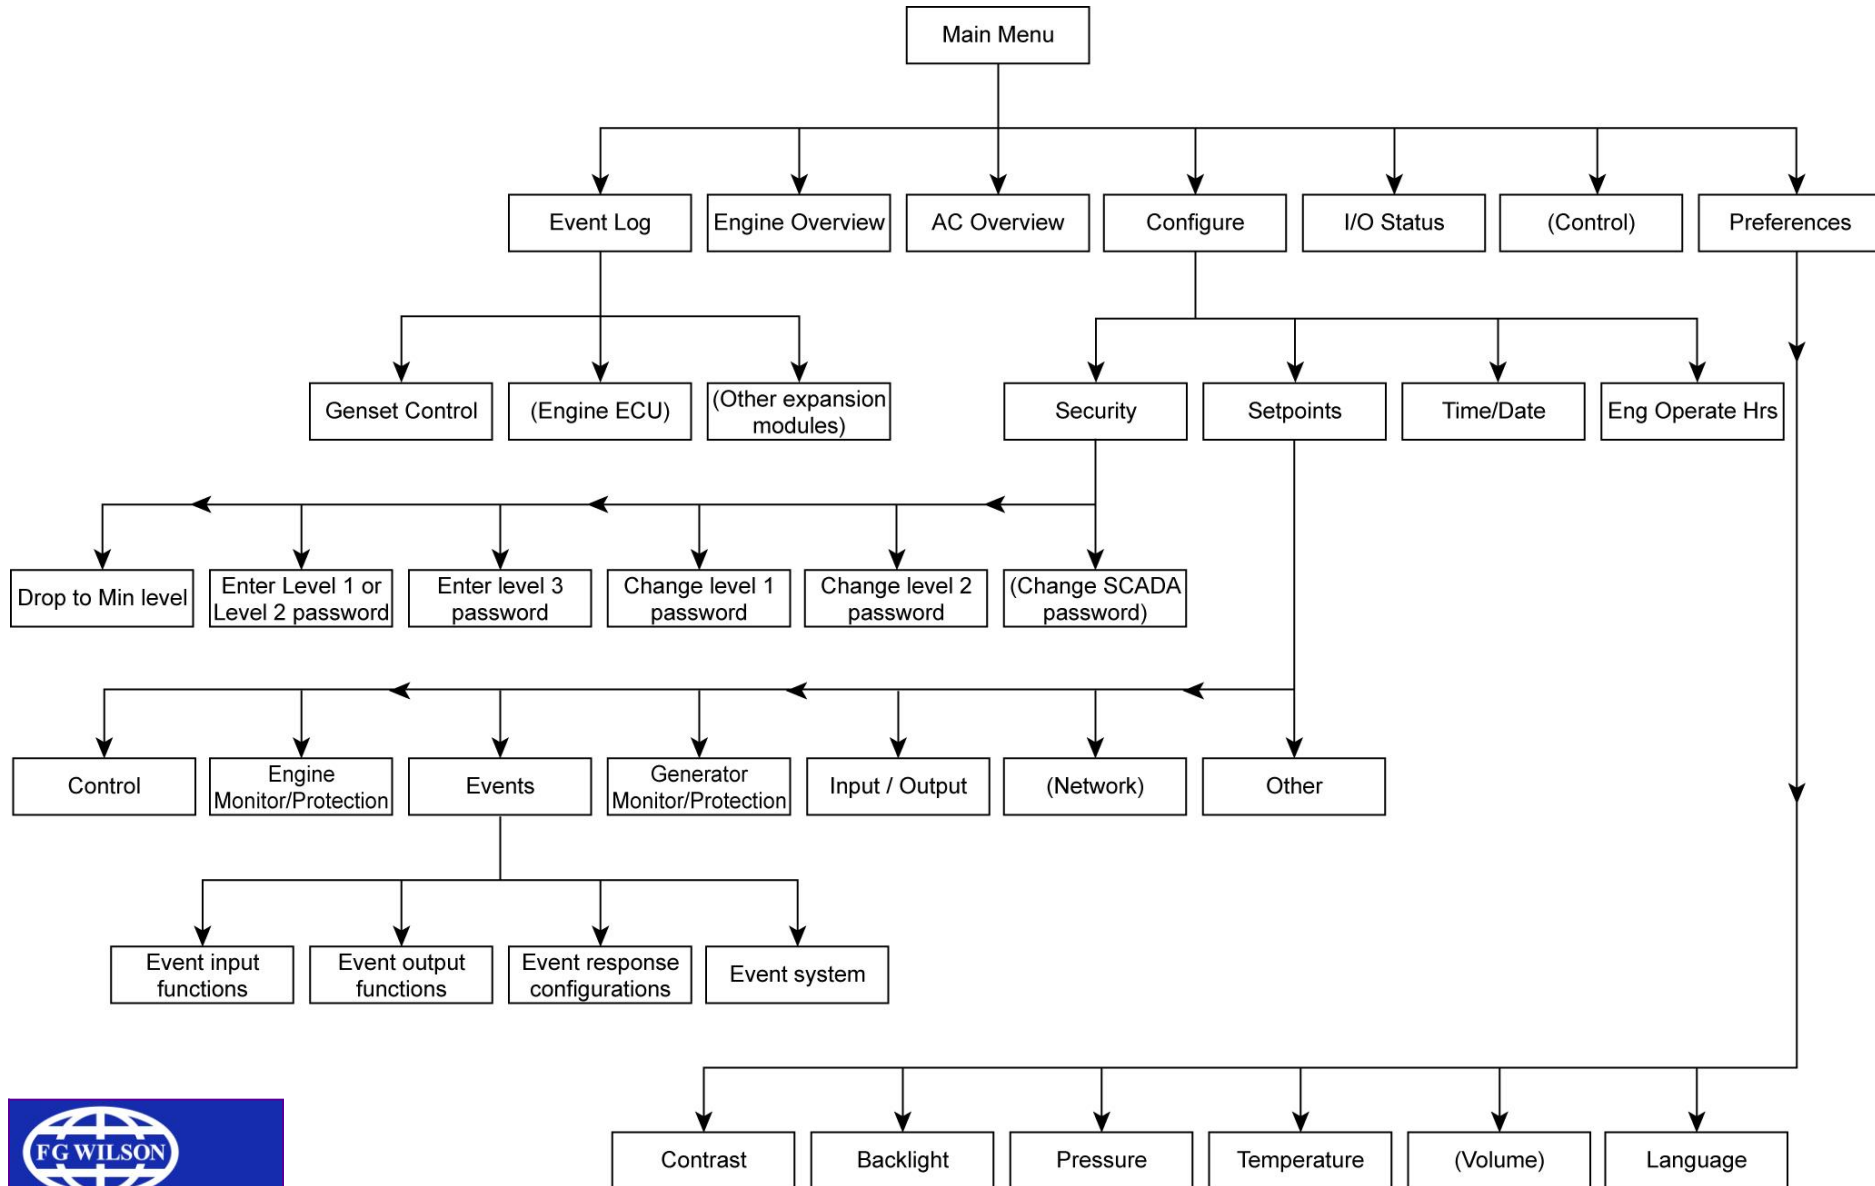 Main Menu
Event Log
Engine Overview
AC Overview
Configure
I/O Status
(Control)
Preferences
Genset Control
(Engine ECU)
(Other expansion
modules)
Security
Setpoints
Time/Date
Eng Operate Hrs
Drop to Min level
Enter Level 1 or
Level 2 password
Enter level 3
password
Change level 1
password
Change level 2
password
(Change SCADA
password)
Control
Engine
Monitor/Protection
Events
Generator
Monitor/Protection
Input / Output
(Network)
Other
Event input
functions
Event output
functions
Event response
configurations
Event system
Contrast
Backlight
Pressure
Temperature
(Volume)
Language
FG WILSON